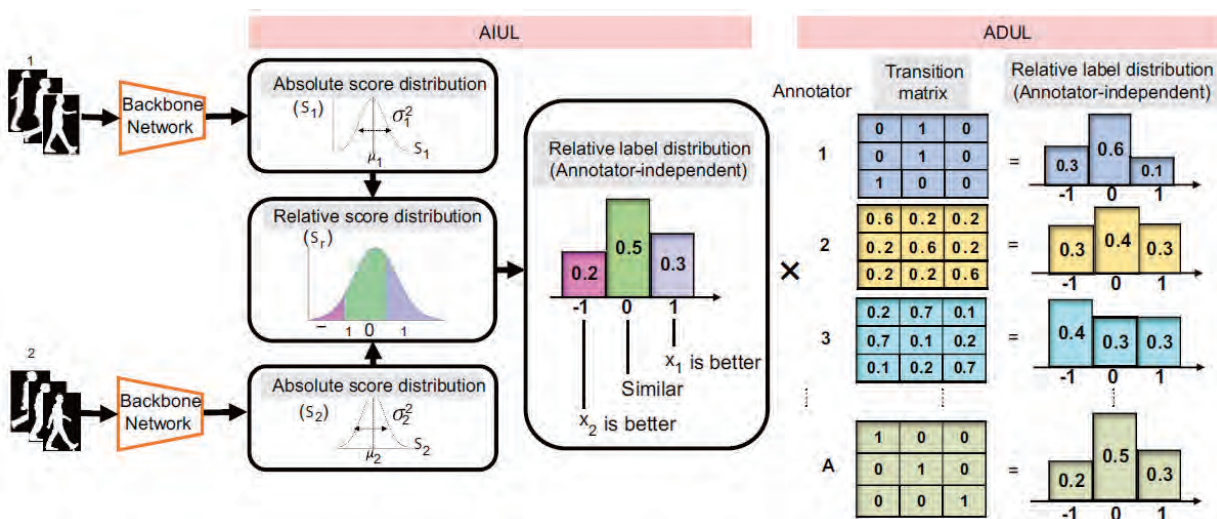 AIUL
ADUL
1
Backbone
Network
Absolute score distribution
(S₁)
σ₁²
μ₁
S₁
Relative score distribution
(Sᵣ)
– 1 0 1
2
Backbone
Network
Absolute score distribution
(S₂)
σ₂²
μ₂
S₂
Relative label distribution
(Annotator-independent)
0.2 0.5 0.3
-1 0 1
x₁ is better
Similar
x₂ is better
×
Annotator
Transition
matrix
Relative label distribution
(Annotator-independent)
1
0 1 0
0 1 0
1 0 0
=
0.3 0.6 0.1
-1 0 1
2
0.6 0.2 0.2
0.2 0.6 0.2
0.2 0.2 0.6
=
0.3 0.4 0.3
-1 0 1
3
0.2 0.7 0.1
0.7 0.1 0.2
0.1 0.2 0.7
=
0.4 0.3 0.3
-1 0 1
A
1 0 0
0 1 0
0 0 1
=
0.2 0.5 0.3
-1 0 1